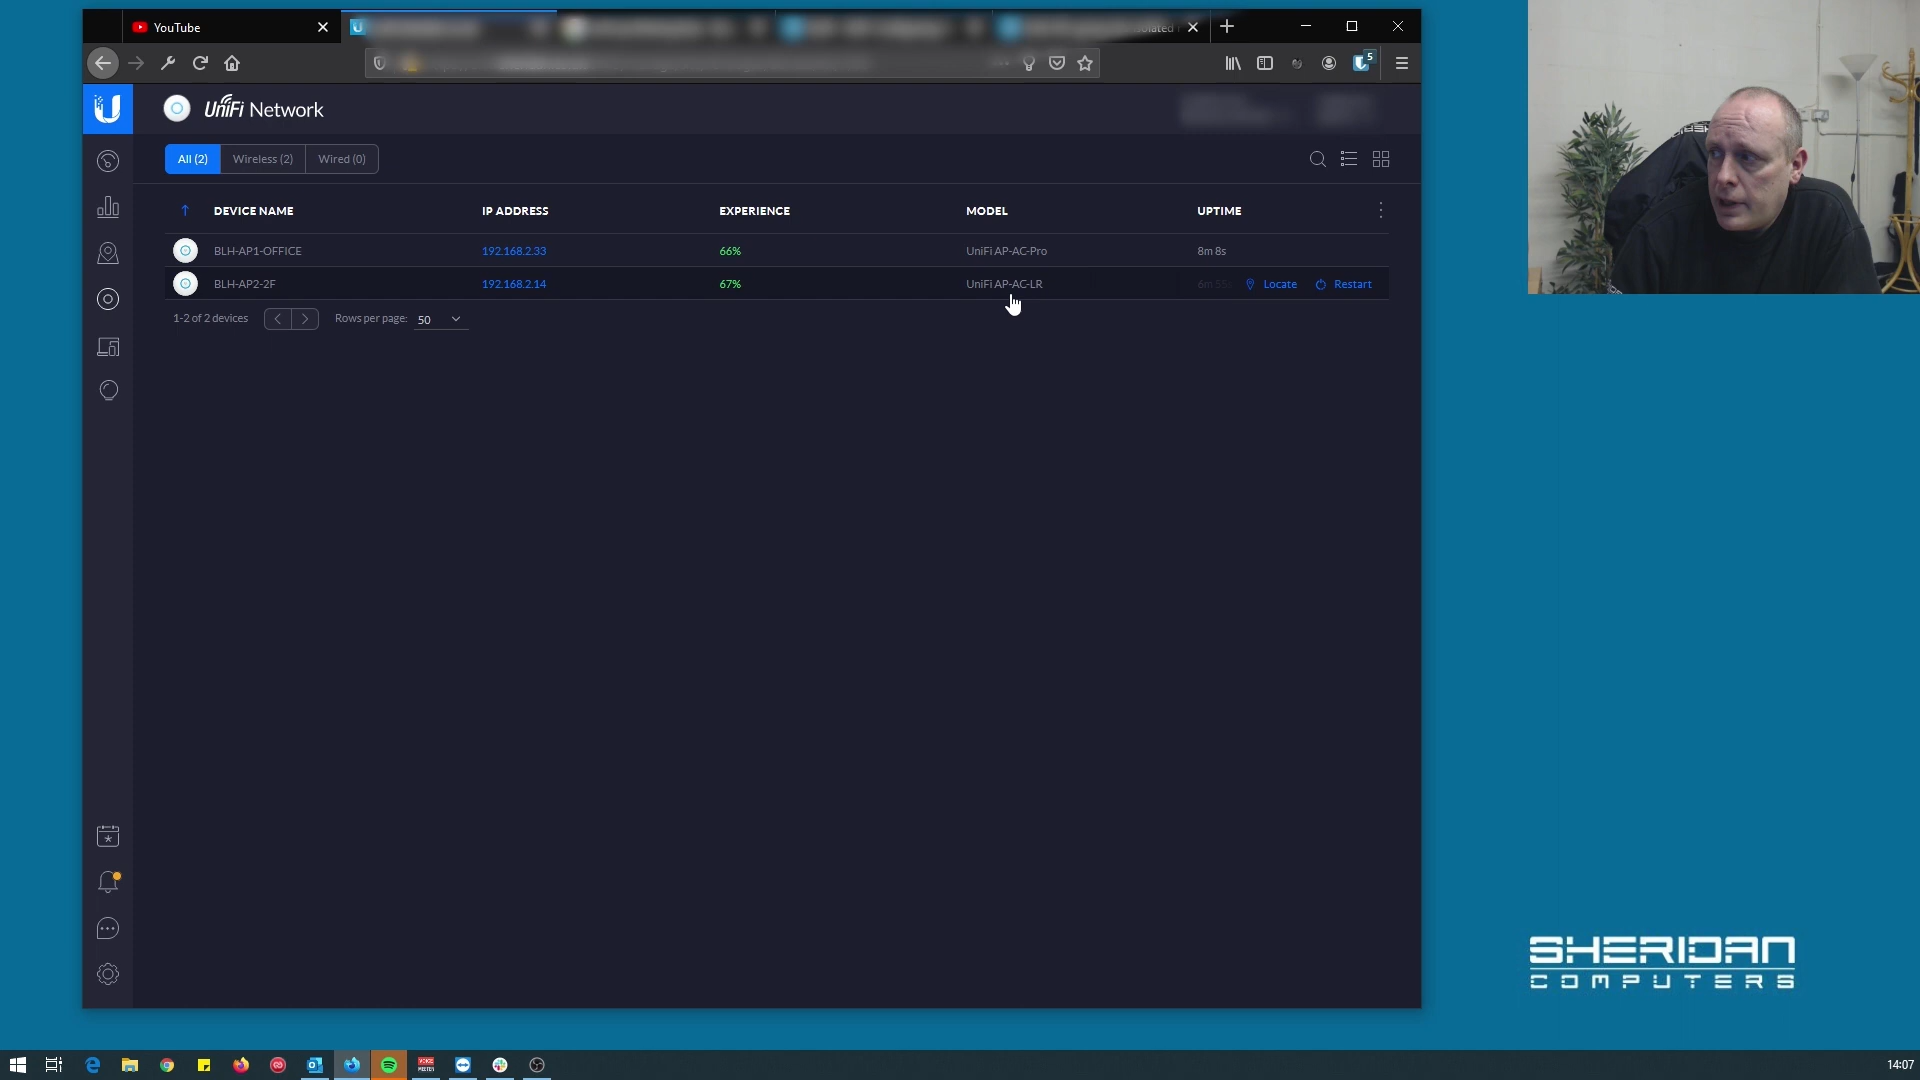 YouTube
5
UniFi Network
All (2) Wireless (2) Wired (0)
DEVICE NAME IP ADDRESS EXPERIENCE MODEL UPTIME
BLH-AP1-OFFICE 192.168.2.33 66% UniFi AP-AC-Pro 8m 8s
BLH-AP2-2F 192.168.2.14 67% UniFi AP-AC-LR 6m 55s Locate Restart
1-2 of 2 devices Rows per page: 50
SHERIDAN
COMPUTERS
14:07